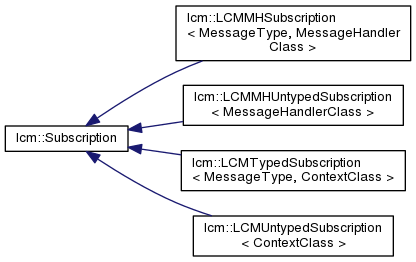 lcm::LCMMHSubscription
< MessageType, MessageHandler
Class >
lcm::LCMMHUntypedSubscription
< MessageHandlerClass >
lcm::Subscription
lcm::LCMTypedSubscription
< MessageType, ContextClass >
lcm::LCMUntypedSubscription
< ContextClass >